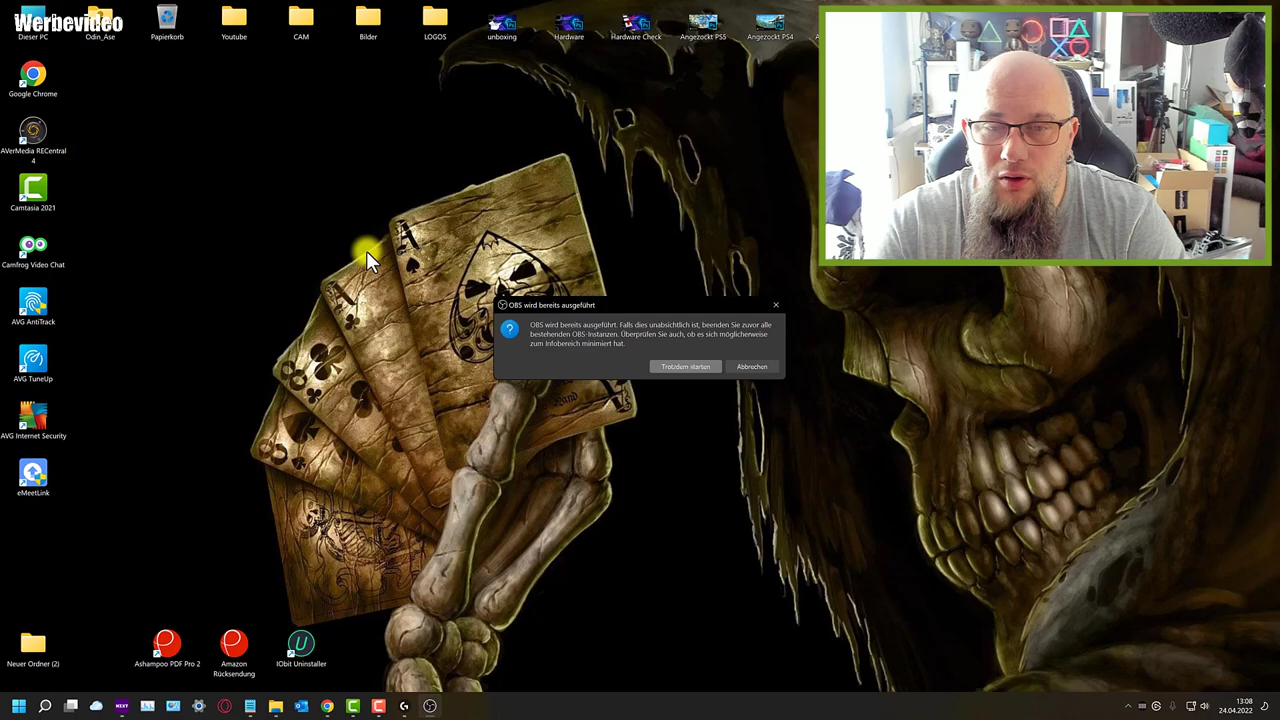 Werbevideo
Dieser PC
Odin_Ase
Papierkorb
Youtube
CAM
Bilder
LOGOS
unboxing
Hardware
Hardware Check
Angezockt PS5
Angezockt PS4
Google Chrome
AVerMedia RECentral
4
Camtasia 2021
Camfrog Video Chat
AVG AntiTrack
AVG TuneUp
AVG Internet Security
eMeetLink
OBS wird bereits ausgeführt
OBS wird bereits ausgeführt. Falls dies unabsichtlich ist, beenden Sie zuvor alle
bestehenden OBS-Instanzen. Überprüfen Sie auch, ob es sich möglicherweise
zum Infobereich minimiert hat.
Trotzdem starten
Abbrechen
A
A
Neuer Ordner (2)
Ashampoo PDF Pro 2
Amazon
Rücksendung
IObit Uninstaller
NEXT
13:08
24.04.2022